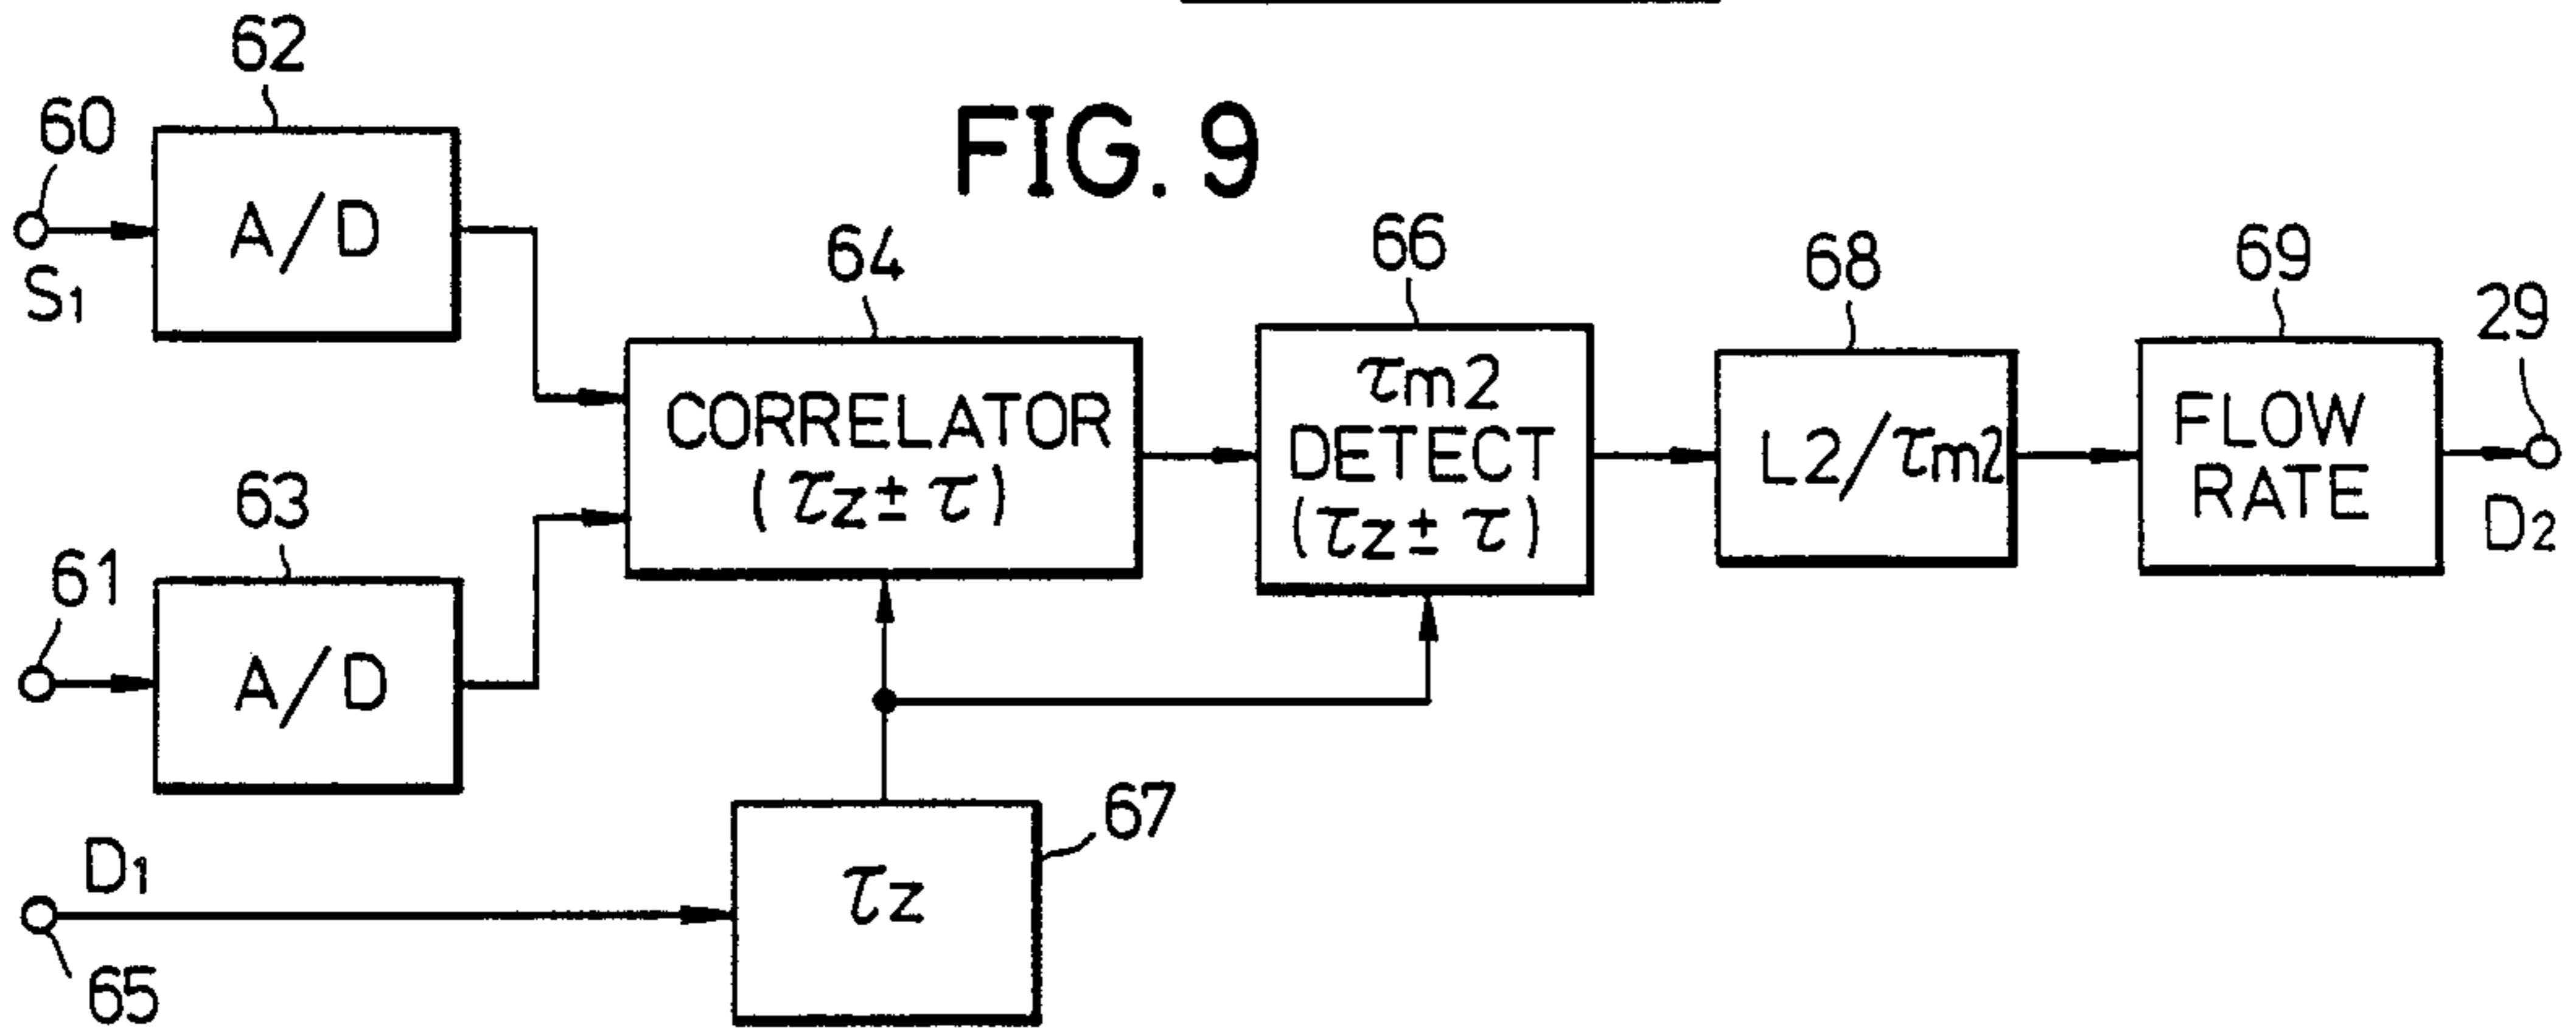 FIG. 9
62
60
A/D
S1
64
66
68
69
29
CORRELATOR
(τz ± τ)
τm2
DETECT
(τz ± τ)
L2/τm2
FLOW
RATE
D2
63
61
A/D
D1
65
τz
67